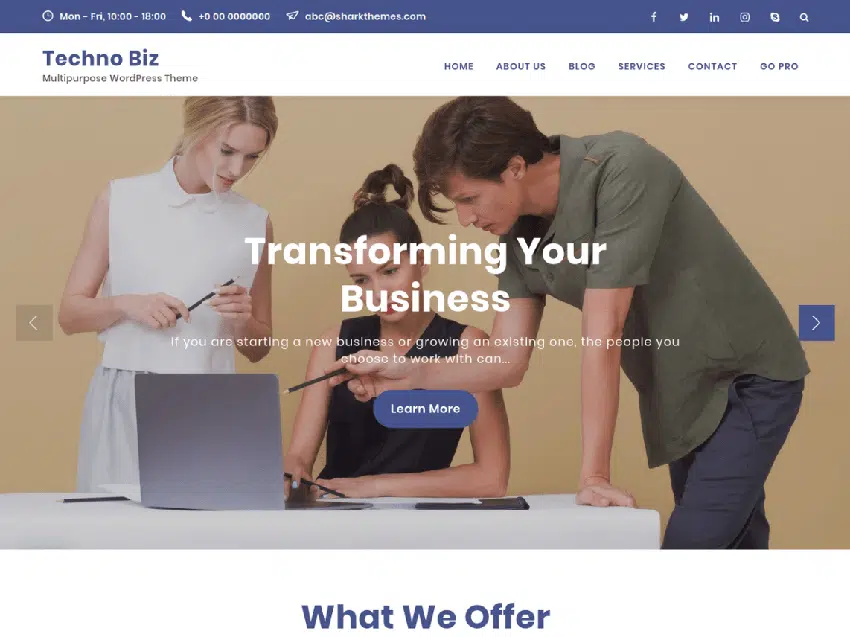 Mon - Fri, 10:00 - 18:00 +0 00 0000000 abc@sharkthemes.com
Techno Biz
Multipurpose WordPress Theme
HOME ABOUT US BLOG SERVICES CONTACT GO PRO
Transforming Your
Business
If you are starting a new business or growing an existing one, the people you
choose to work with can...
Learn More
What We Offer